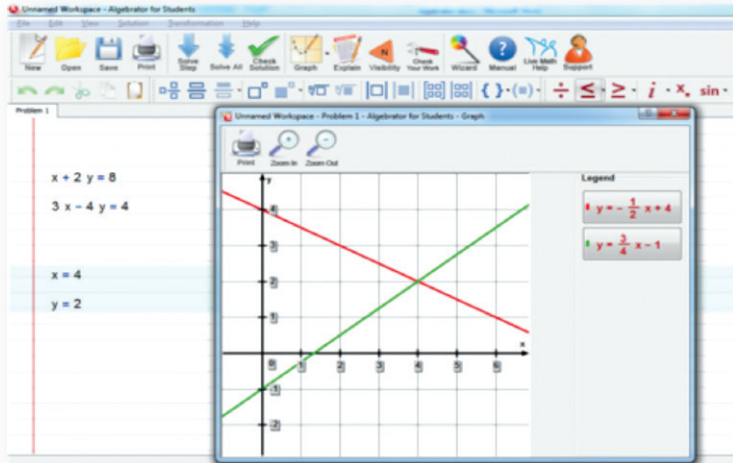 Unnamed Workspace - Algebrator for Students
File Edit View Solution Transformation Help
New Open Save Print Solve Step Solve All Check Solution Graph Explain Visibility Check Your Work Wizard Manual Live Math Help Support
Problem 1
x + 2 y = 8
3 x - 4 y = 4
x = 4
y = 2
Unnamed Workspace - Problem 1 - Algebrator for Students - Graph
Print Zoom In Zoom Out
Legend
y = - 1/2 x + 4
y = 3/4 x - 1
y
4
3
2
1
x
0 1 2 3 4 5 6
-1
-2